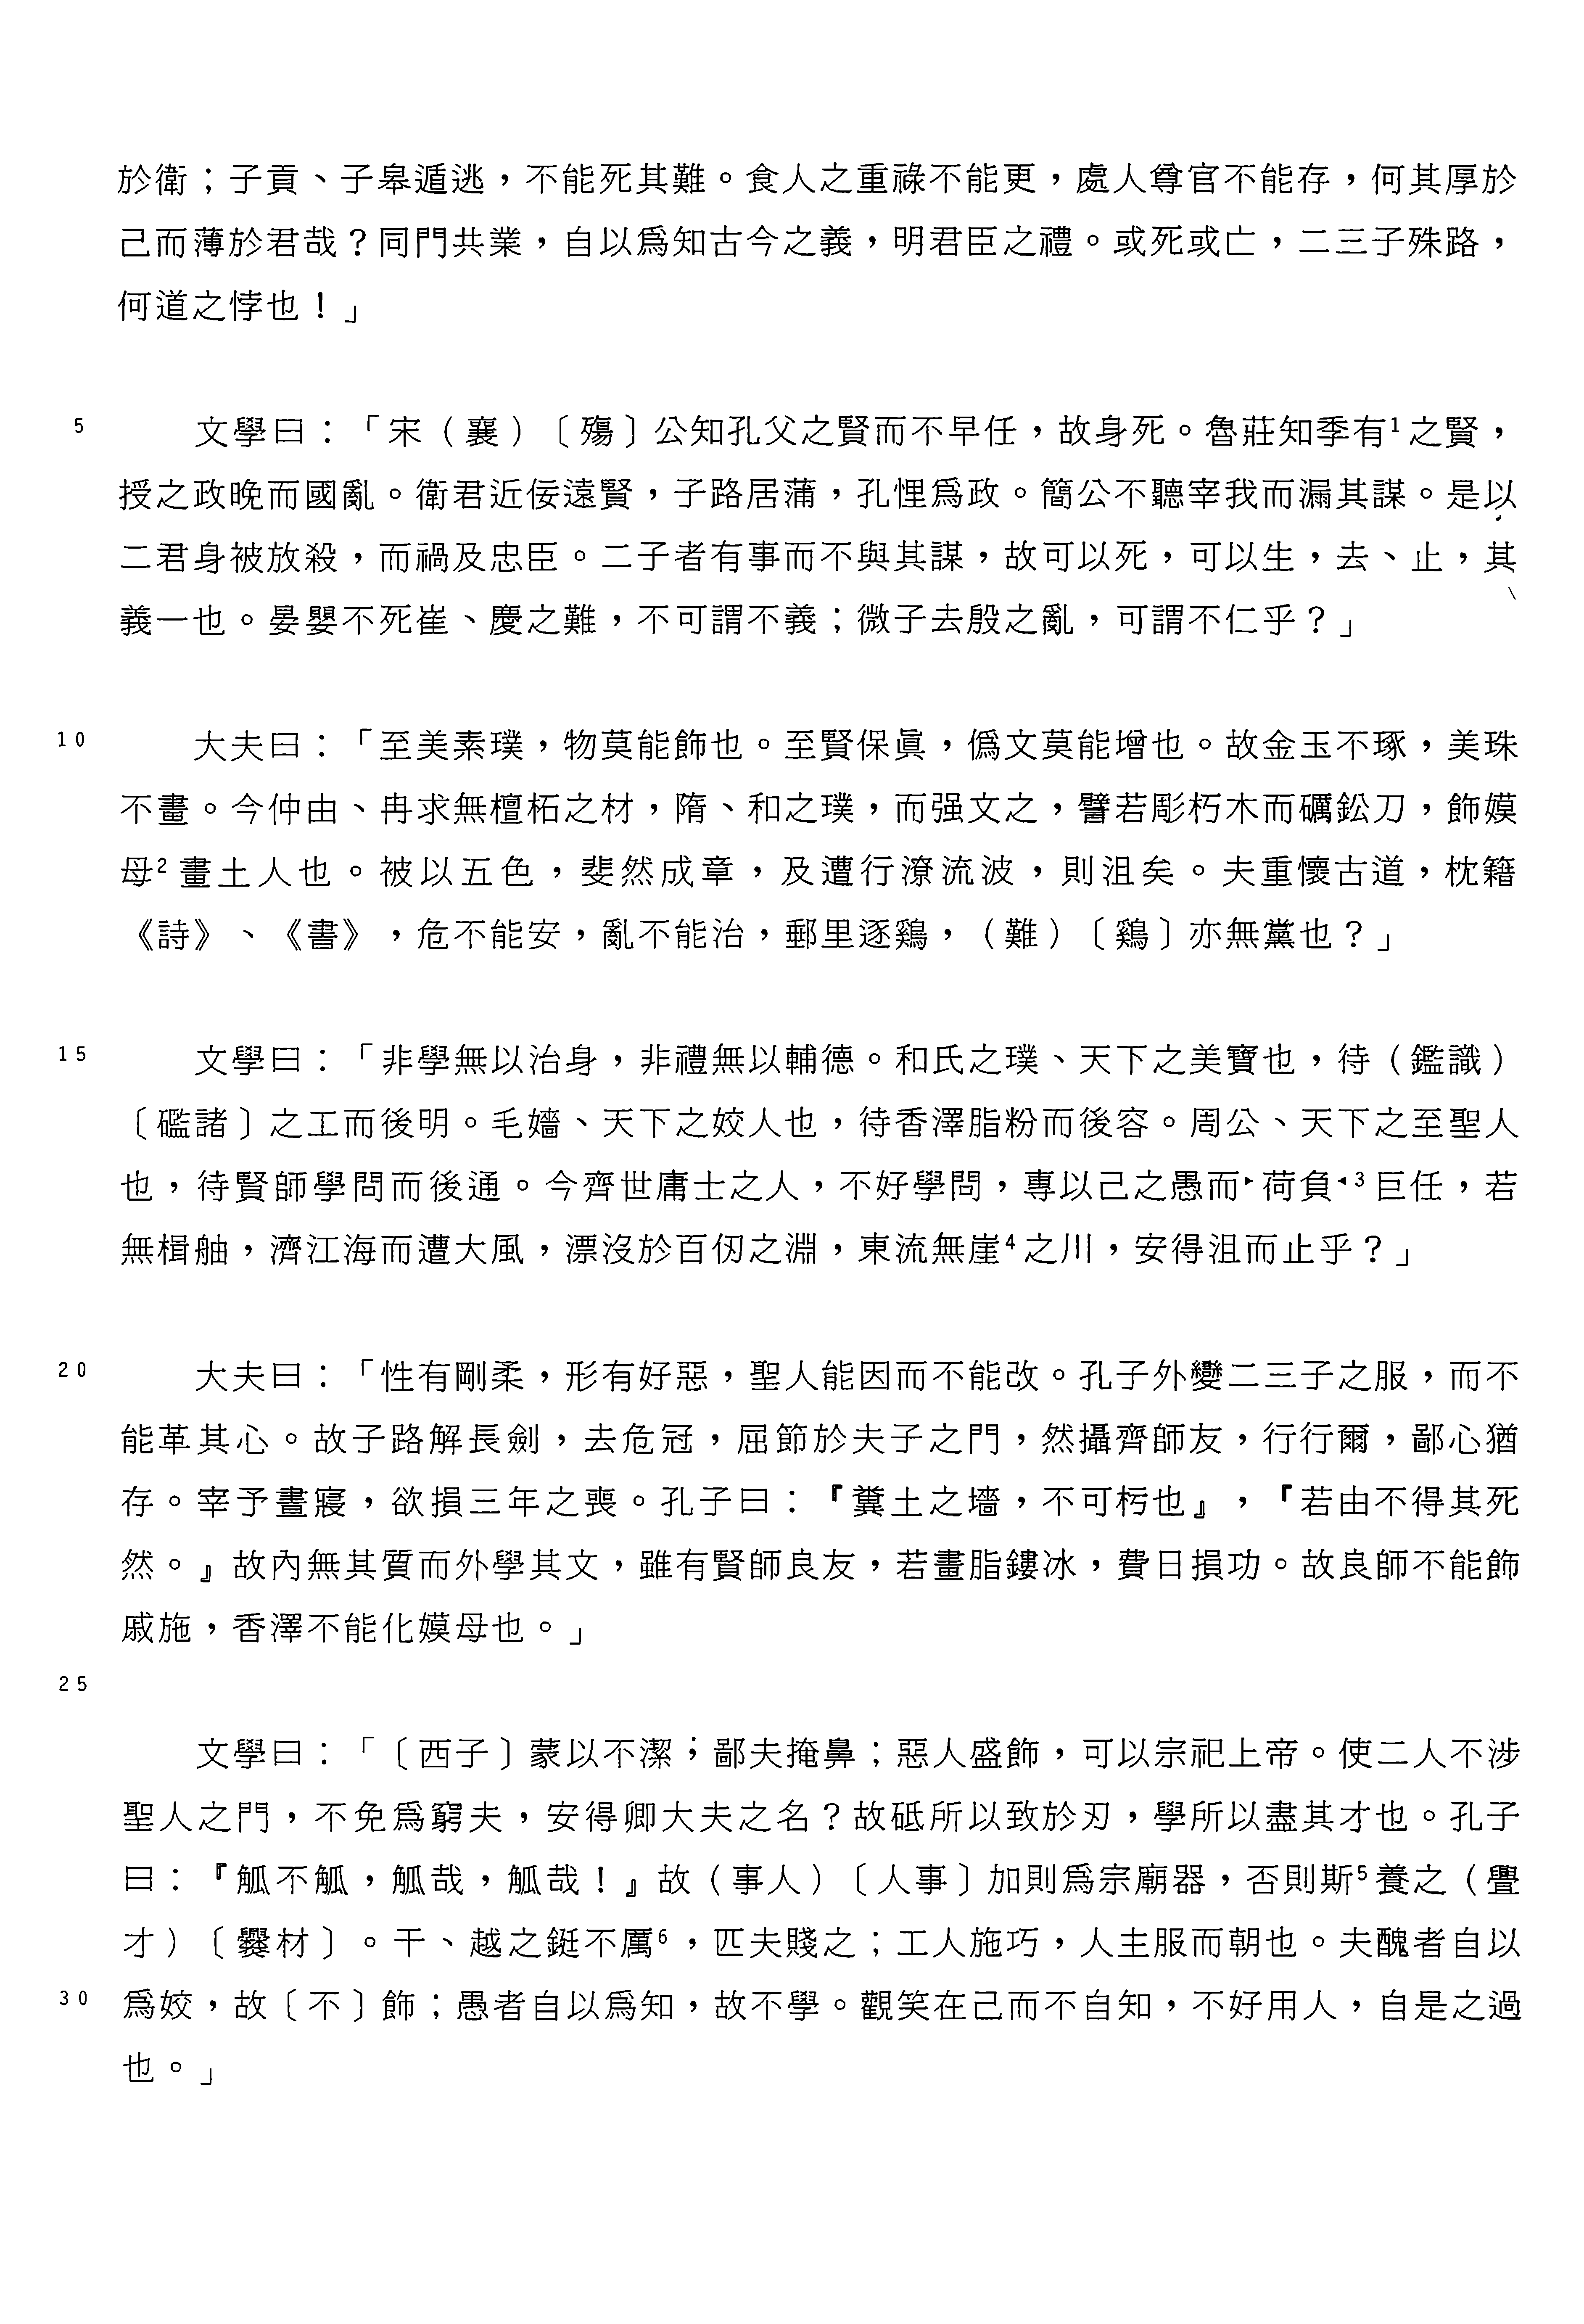 於衛；子貢、子皋遁逃，不能死其難。食人之重祿不能更，處人尊官不能存，何其厚於
己而薄於君哉？同門共業，自以爲知古今之義，明君臣之禮。或死或亡，二三子殊路，
何道之悖也！」
5 文學曰：「宋（襄）〔殤〕公知孔父之賢而不早任，故身死。魯莊知季有1之賢，
授之政晚而國亂。衛君近佞遠賢，子路居蒲，孔悝爲政。簡公不聽宰我而漏其謀。是以
二君身被放殺，而禍及忠臣。二子者有事而不與其謀，故可以死，可以生，去、止，其
義一也。晏嬰不死崔、慶之難，不可謂不義；微子去殷之亂，可謂不仁乎？」
10 大夫曰：「至美素璞，物莫能飾也。至賢保眞，僞文莫能增也。故金玉不琢，美珠
不畫。今仲由、冉求無檀柘之材，隋、和之璞，而强文之，譬若彫朽木而礪鈆刀，飾嫫
母2畫土人也。被以五色，斐然成章，及遭行潦流波，則沮矣。夫重懷古道，枕籍
《詩》、《書》，危不能安，亂不能治，郵里逐鷄，（難）〔鷄〕亦無黨也？」
15 文學曰：「非學無以治身，非禮無以輔德。和氏之璞、天下之美寶也，待（鑑識）
〔礛諸〕之工而後明。毛嬙、天下之姣人也，待香澤脂粉而後容。周公、天下之至聖人
也，待賢師學問而後通。今齊世庸士之人，不好學問，專以己之愚而▸荷負◂3巨任，若
無楫舳，濟江海而遭大風，漂沒於百仞之淵，東流無崖4之川，安得沮而止乎？」
20 大夫曰：「性有剛柔，形有好惡，聖人能因而不能改。孔子外變二三子之服，而不
能革其心。故子路解長劍，去危冠，屈節於夫子之門，然攝齊師友，行行爾，鄙心猶
存。宰予晝寢，欲損三年之喪。孔子曰：『糞土之墻，不可杇也』，『若由不得其死
然。』故內無其質而外學其文，雖有賢師良友，若畫脂鏤冰，費日損功。故良師不能飾
戚施，香澤不能化嫫母也。」
25
文學曰：「〔西子〕蒙以不潔，鄙夫掩鼻；惡人盛飾，可以宗祀上帝。使二人不涉
聖人之門，不免爲窮夫，安得卿大夫之名？故砥所以致於刃，學所以盡其才也。孔子
曰：『觚不觚，觚哉，觚哉！』故（事人）〔人事〕加則爲宗廟器，否則斯5養之（舋
才）〔爨材〕。干、越之鋌不厲6，匹夫賤之；工人施巧，人主服而朝也。夫醜者自以
30 爲姣，故〔不〕飾；愚者自以爲知，故不學。觀笑在己而不自知，不好用人，自是之過
也。」